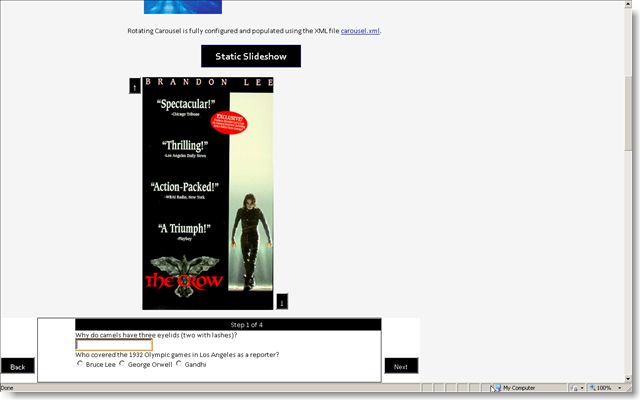 Rotating Carousel is fully configured and populated using the XML file carousel.xml.
Static Slideshow
↑
BRANDON LEE
"Spectacular!"
-Chicago Tribune
EXCLUSIVE!
"Thrilling!"
-Los Angeles Daily News
"Action-Packed!"
-WBAI Radio, New York
"A Triumph!"
-Playboy
THE CROW
↓
Step 1 of 4
Why do camels have three eyelids (two with lashes)?
Who covered the 1932 Olympic games in Los Angeles as a reporter?
Bruce Lee George Orwell Gandhi
Back
Next
Done
My Computer
100%